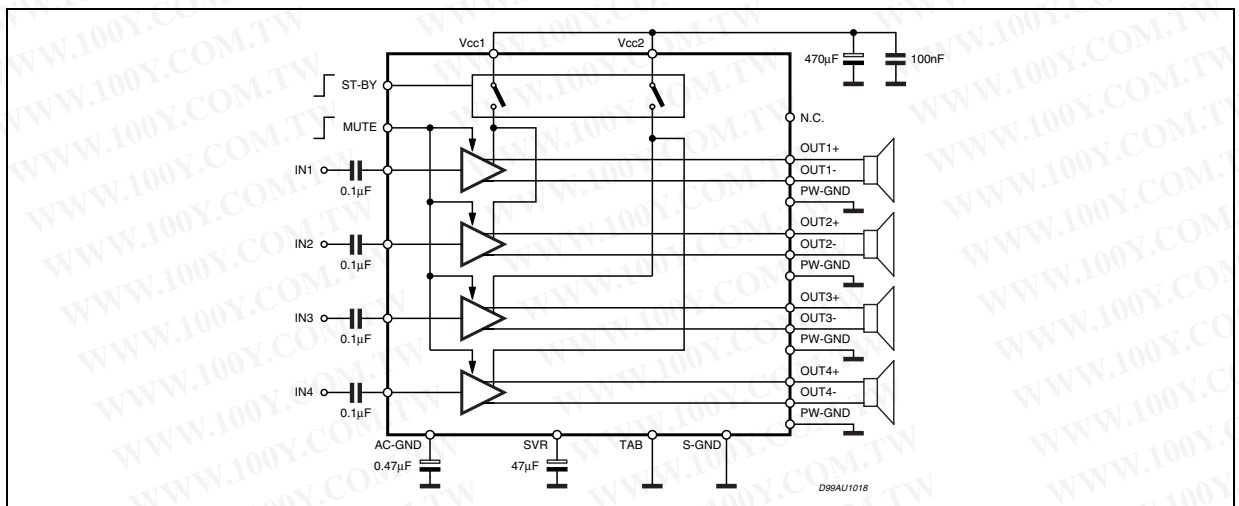 Vcc1
Vcc2
470µF
100nF
ST-BY
N.C.
MUTE
OUT1+
IN1
0.1µF
OUT1-
PW-GND
OUT2+
IN2
0.1µF
OUT2-
PW-GND
OUT3+
IN3
0.1µF
OUT3-
PW-GND
OUT4+
IN4
0.1µF
OUT4-
PW-GND
AC-GND
SVR
TAB
S-GND
0.47µF
47µF
D99AU1018
WWW.100Y.COM.TW